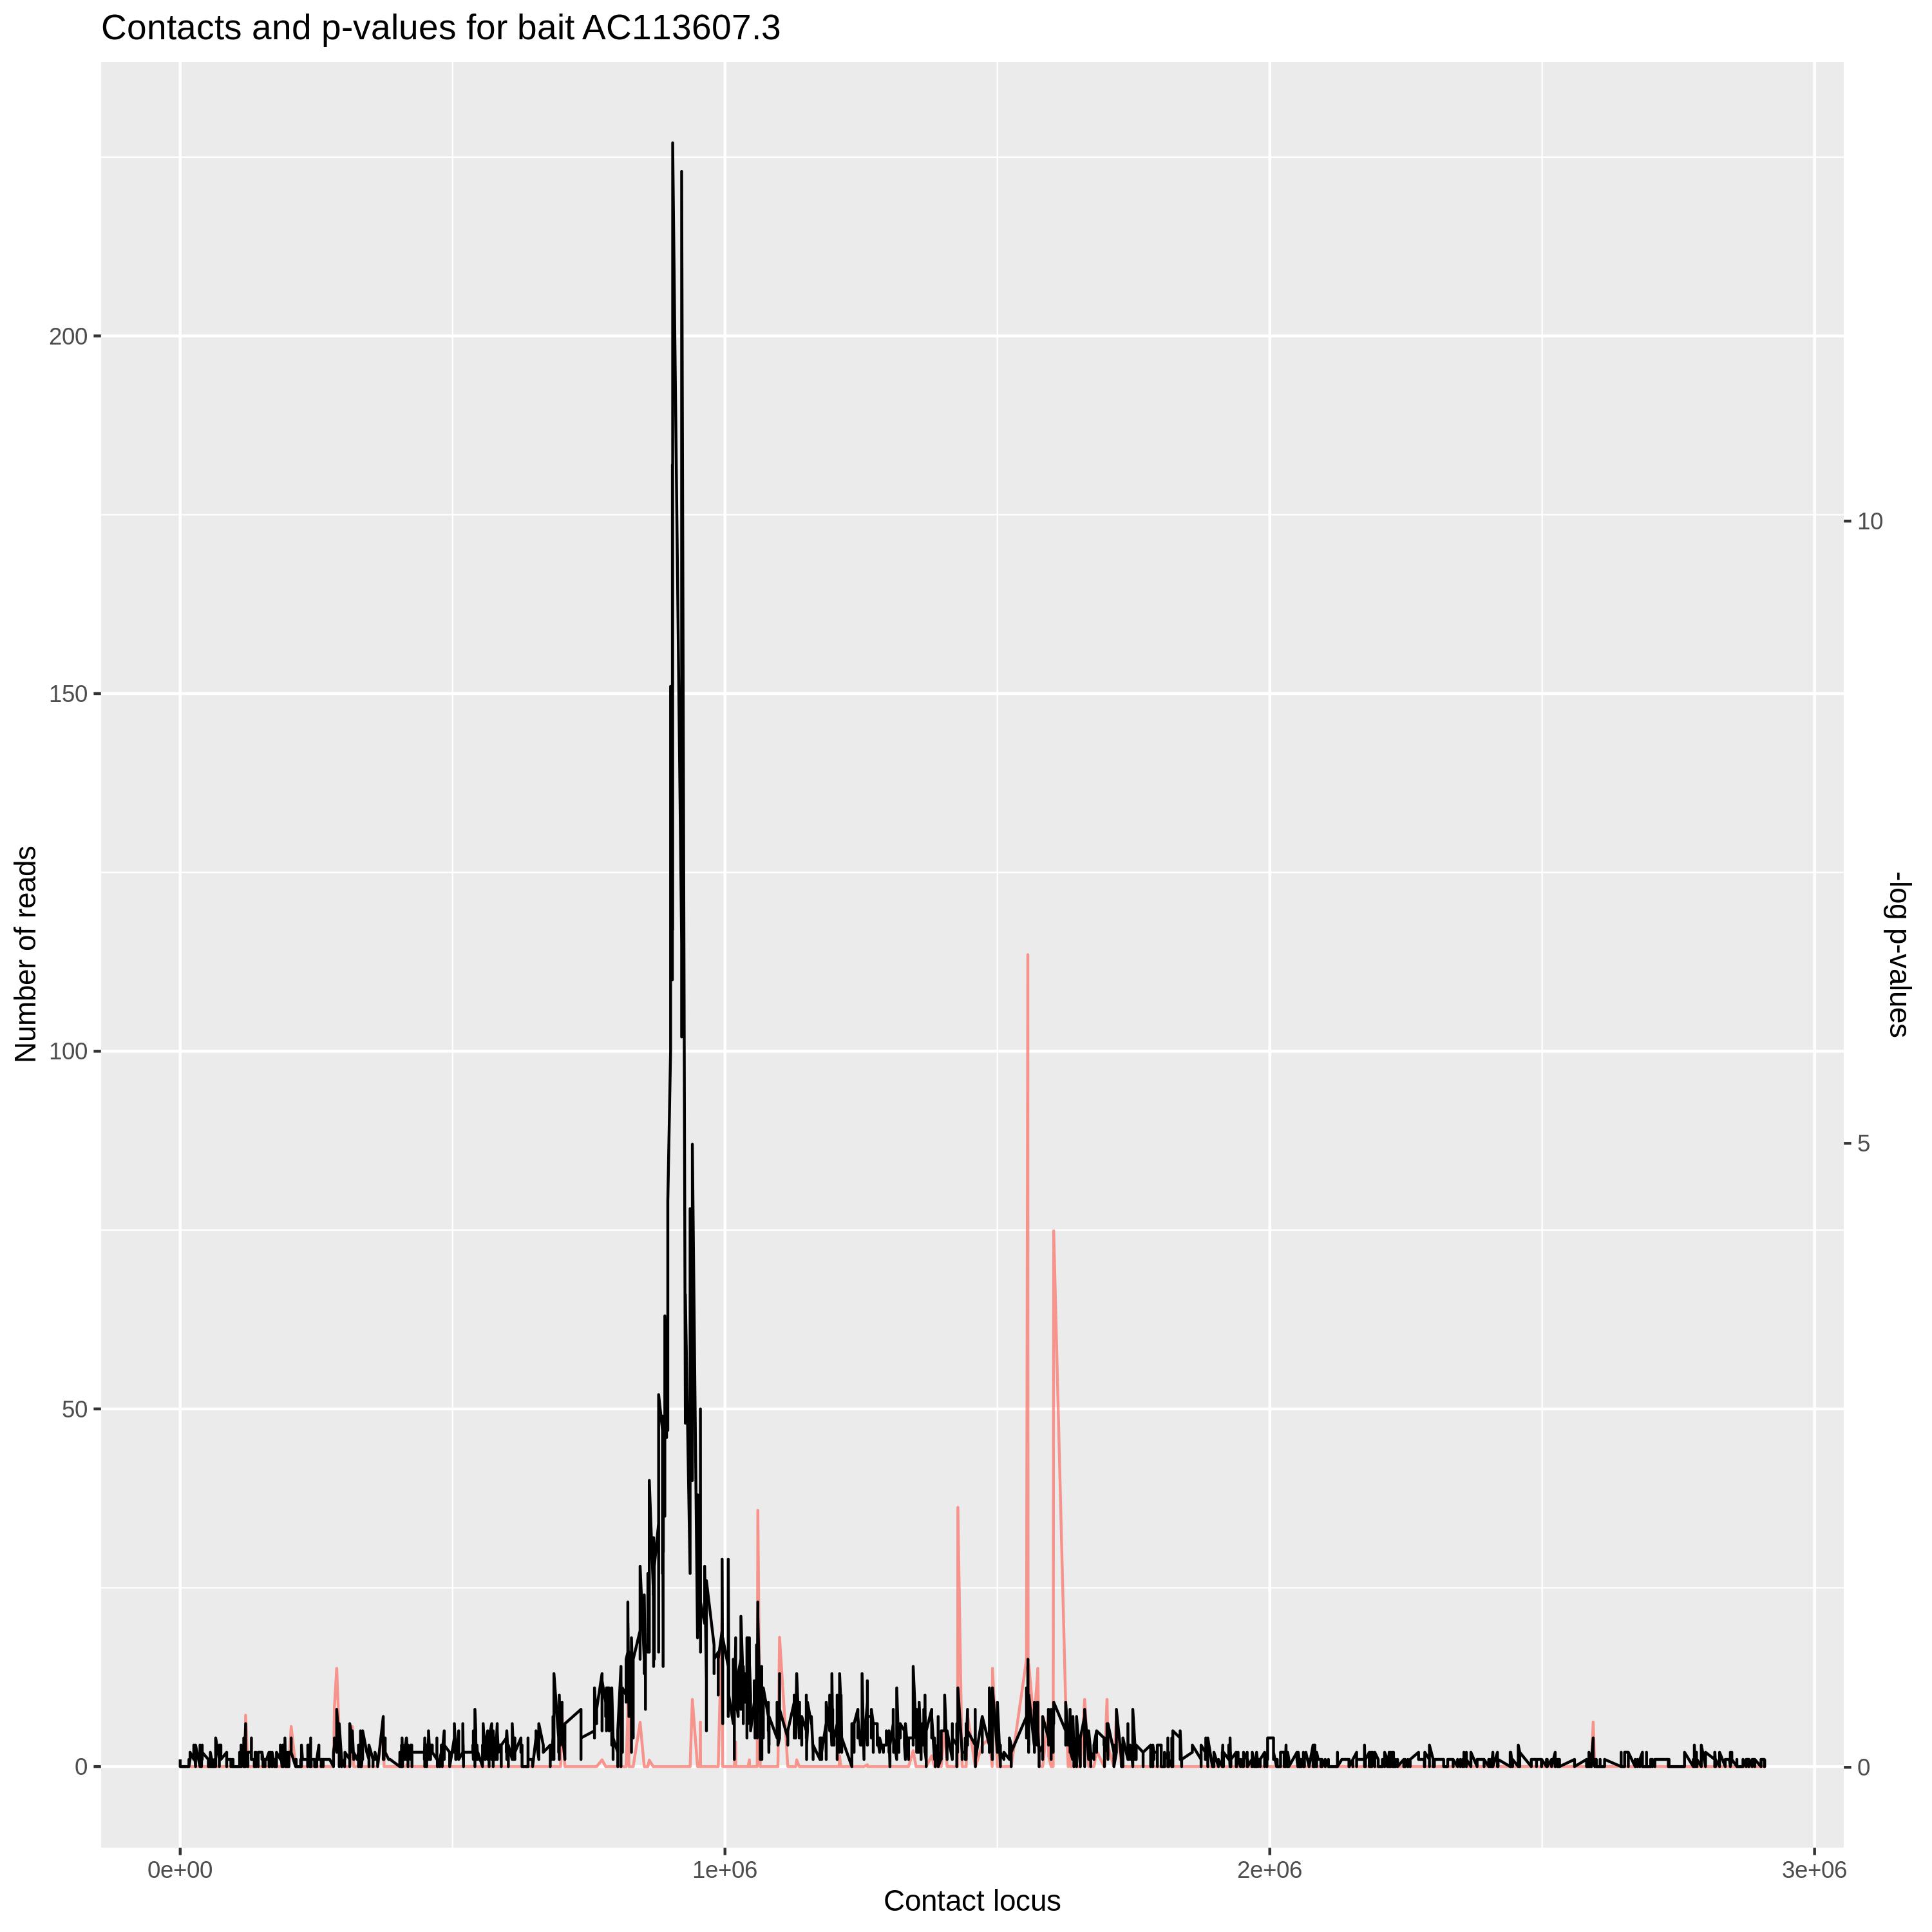 Contacts and p-values for bait AC113607.3
Number of reads
200
150
100
50
0
10
5
0
-log p-values
0e+00
1e+06
2e+06
3e+06
Contact locus